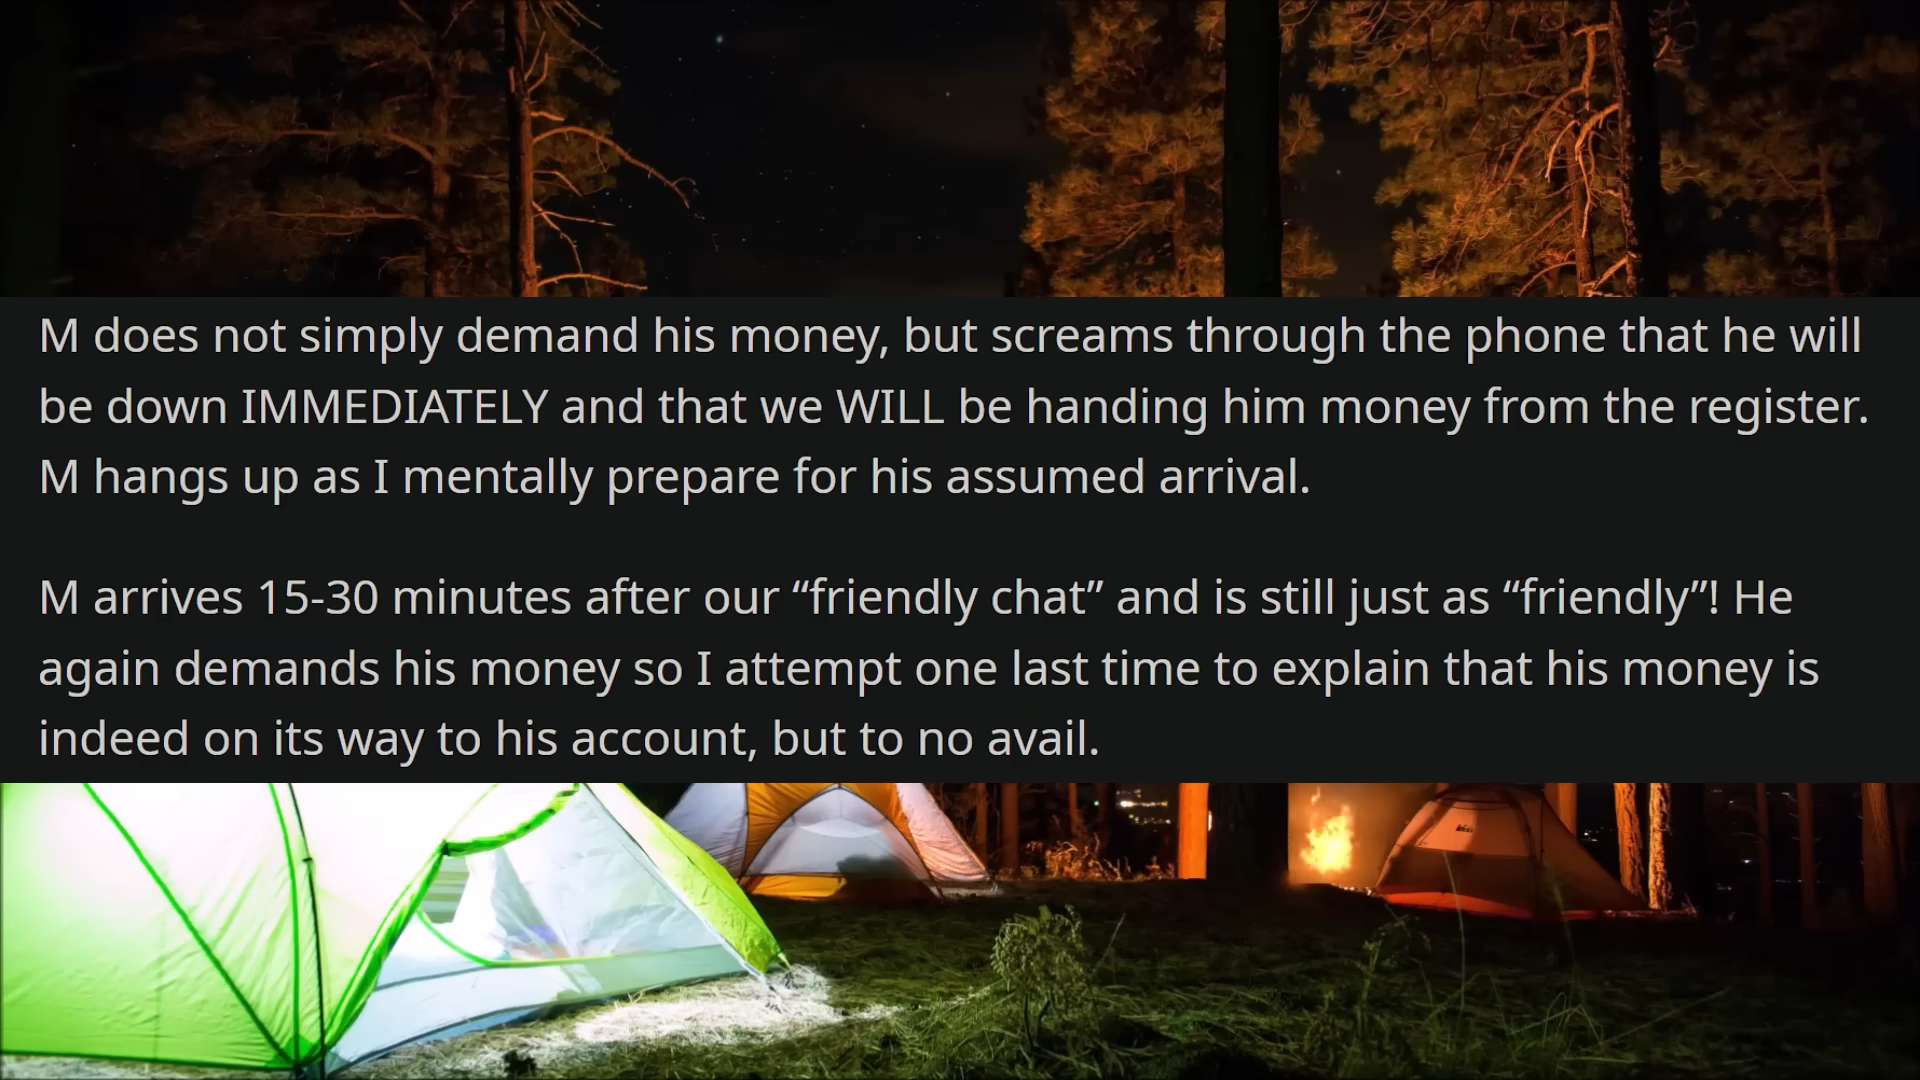 M does not simply demand his money, but screams through the phone that he will
be down IMMEDIATELY and that we WILL be handing him money from the register.
M hangs up as I mentally prepare for his assumed arrival.
M arrives 15-30 minutes after our “friendly chat” and is still just as “friendly”! He
again demands his money so I attempt one last time to explain that his money is
indeed on its way to his account, but to no avail.